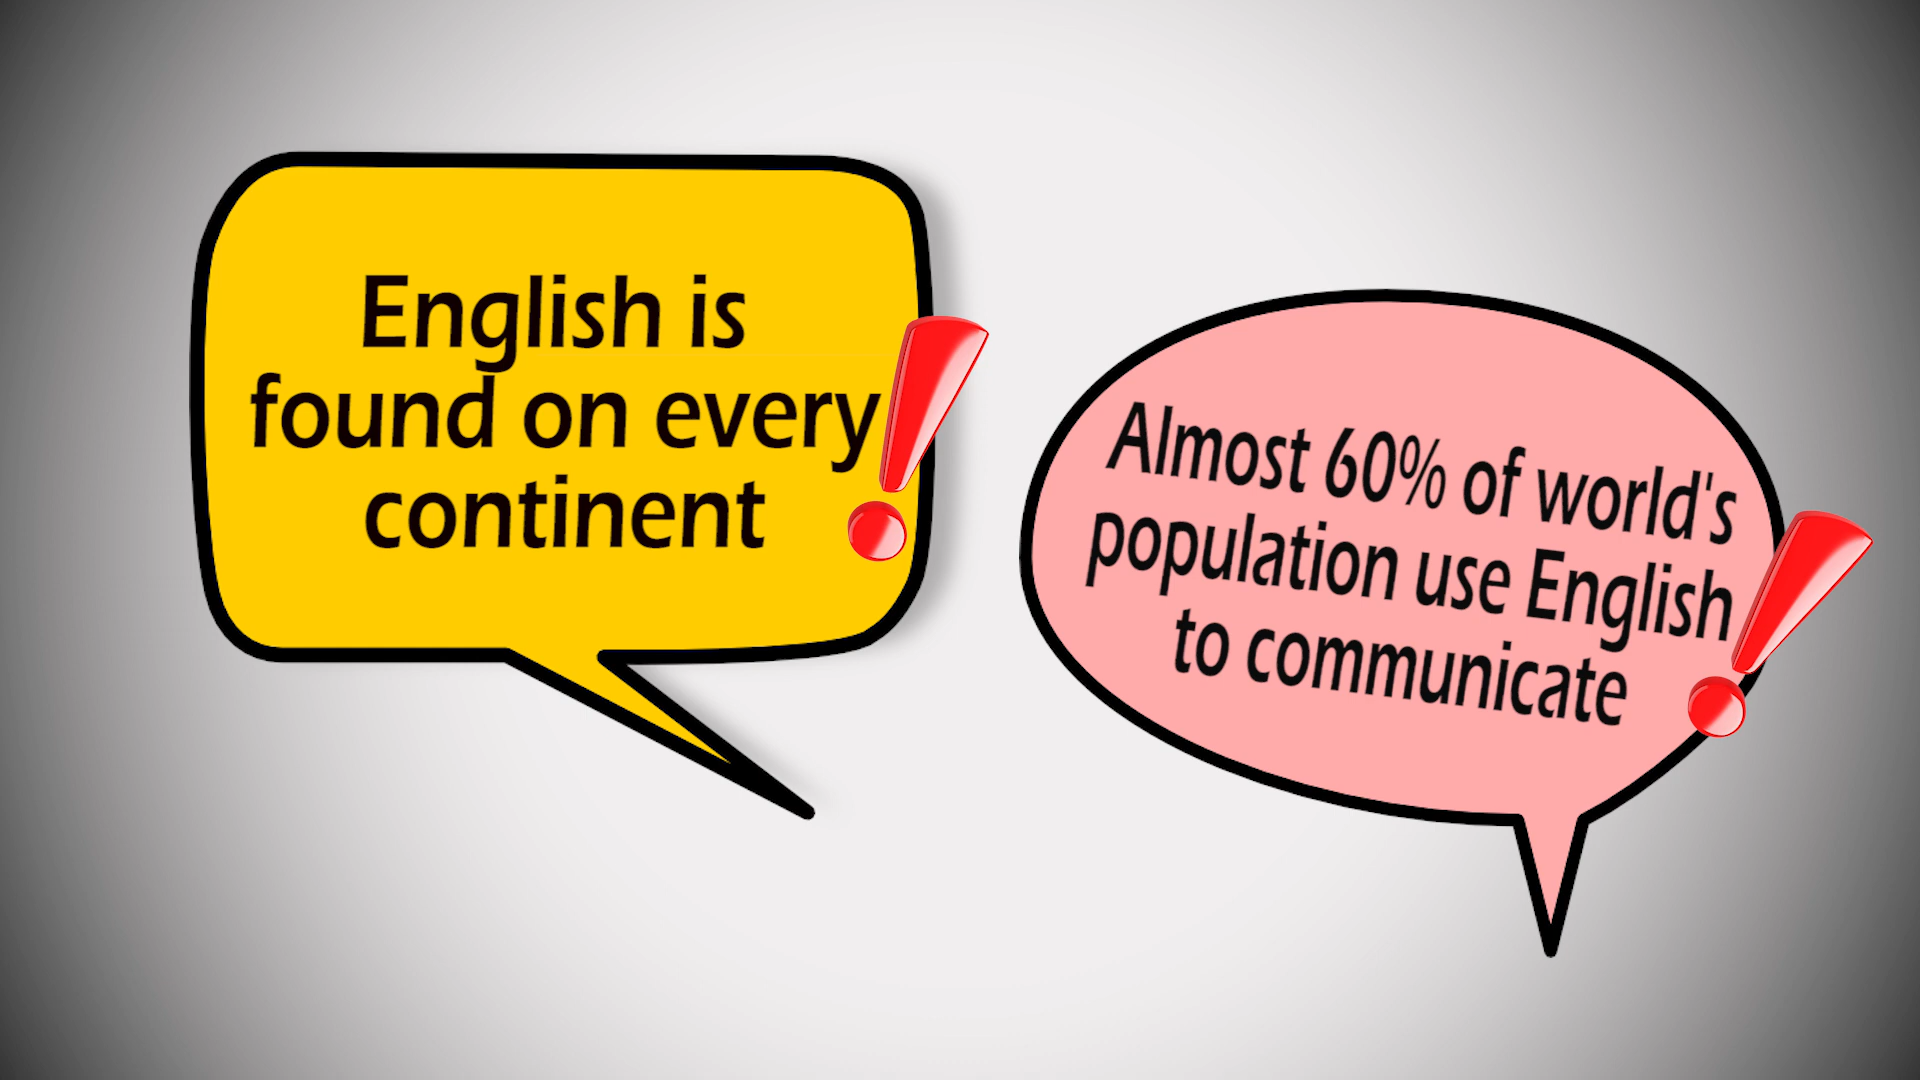 English is
found on every
continent
Almost 60% of world's
population use English
to communicate